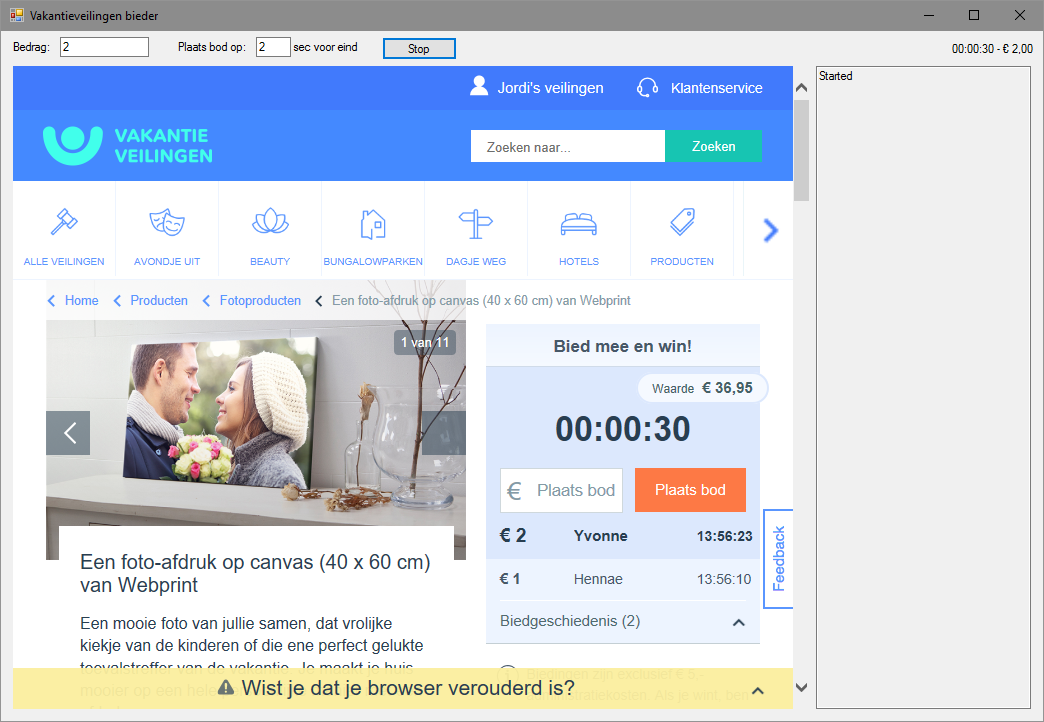 Vakantieveilingen bieder
Bedrag: 2 Plaats bod op: 2 sec voor eind Stop 00:00:30 - € 2,00
Started
Jordi's veilingen Klantenservice
VAKANTIE
VEILINGEN
Zoeken naar... Zoeken
ALLE VEILINGEN AVONDJE UIT BEAUTY BUNGALOWPARKEN DAGJE WEG HOTELS PRODUCTEN
Home Producten Fotoproducten Een foto-afdruk op canvas (40 x 60 cm) van Webprint
1 van 11
Bied mee en win!
Waarde € 36,95
00:00:30
€ Plaats bod Plaats bod
€ 2 Yvonne 13:56:23
€ 1 Hennae 13:56:10
Biedgeschiedenis (2)
Feedback
Een foto-afdruk op canvas (40 x 60 cm)
van Webprint
Een mooie foto van jullie samen, dat vrolijke
kiekje van de kinderen of die ene perfect gelukte
toevalstreffer van de vakantie. Je maakt je huis
mooier op een
Biedingen zijn exclusief € 5,-
Als je wint, ben
Wist je dat je browser verouderd is?